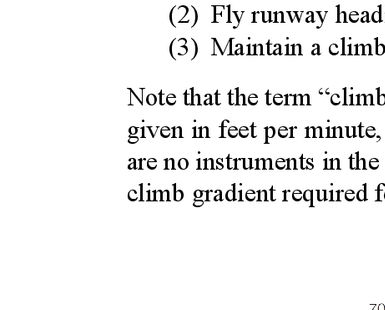 (2) Fly runway head
(3) Maintain a climb
Note that the term “climb
given in feet per minute,
are no instruments in the
climb gradient required f
70